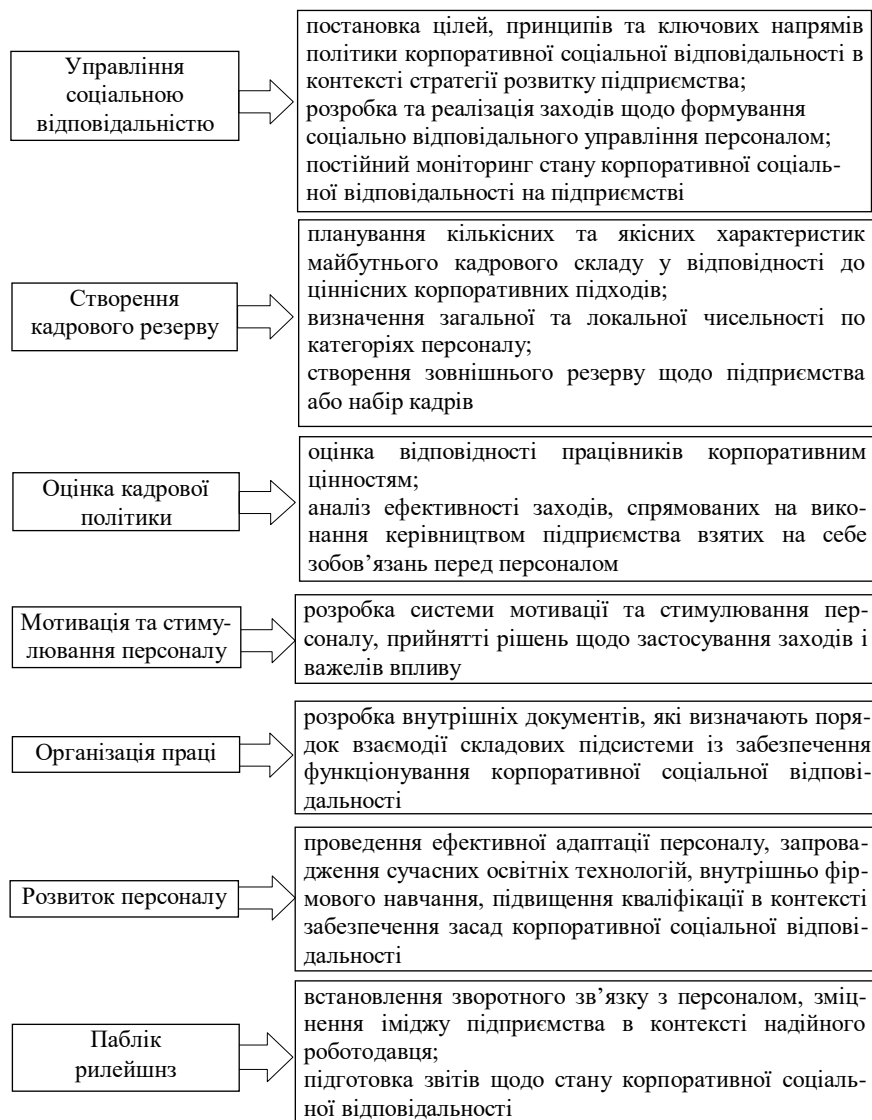 Управління
соціальною
відповідальністю
постановка цілей, принципів та ключових напрямів
політики корпоративної соціальної відповідальності в
контексті стратегії розвитку підприємства;
розробка та реалізація заходів щодо формування
соціально відповідального управління персоналом;
постійний моніторинг стану корпоративної соціаль-
ної відповідальності на підприємстві
Створення
кадрового резерву
планування кількісних та якісних характеристик
майбутнього кадрового складу у відповідності до
ціннісних корпоративних підходів;
визначення загальної та локальної чисельності по
категоріях персоналу;
створення зовнішнього резерву щодо підприємства
або набір кадрів
Оцінка кадрової
політики
оцінка відповідності працівників корпоративним
цінностям;
аналіз ефективності заходів, спрямованих на вико-
нання керівництвом підприємства взятих на себе
зобов’язань перед персоналом
Мотивація та стиму-
лювання персоналу
розробка системи мотивації та стимулювання пер-
соналу, прийнятті рішень щодо застосування заходів і
важелів впливу
Організація праці
розробка внутрішніх документів, які визначають поря-
док взаємодії складових підсистеми із забезпечення
функціонування корпоративної соціальної відпові-
дальності
Розвиток персоналу
проведення ефективної адаптації персоналу, запрова-
дження сучасних освітніх технологій, внутрішньо фір-
мового навчання, підвищення кваліфікації в контексті
забезпечення засад корпоративної соціальної відпові-
дальності
Паблік
рилейшнз
встановлення зворотного зв’язку з персоналом, зміц-
нення іміджу підприємства в контексті надійного
роботодавця;
підготовка звітів щодо стану корпоративної соціаль-
ної відповідальності